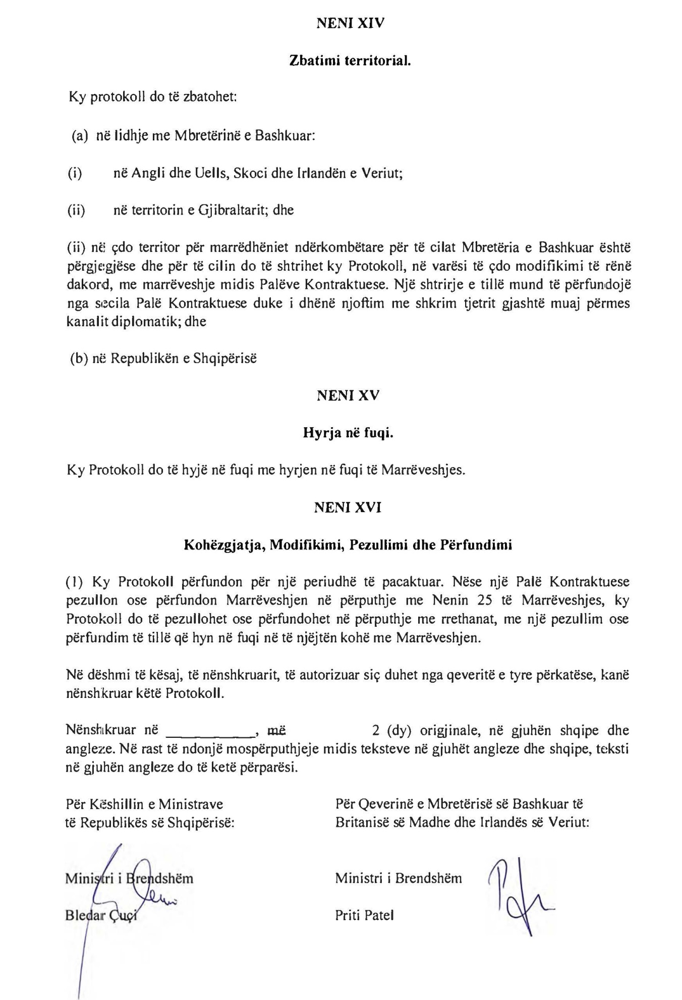 NENI XIV
Zbatimi territorial.
Ky protokoll do të zbatohet:
(a) në lidhje me Mbretërinë e Bashkuar:
(i) në Angli dhe Uells, Skoci dhe Irlandën e Veriut;
(ii) në territorin e Gjibraltarit; dhe
(ii) në çdo territor për marrëdhëniet ndërkombëtare për të cilat Mbretëria e Bashkuar është
përgjegjëse dhe për të cilin do të shtrihet ky Protokoll, në varësi të çdo modifikimi të rënë
dakord, me marrëveshje midis Palëve Kontraktuese. Një shtrirje e tillë mund të përfundojë
nga secila Palë Kontraktuese duke i dhënë njoftim me shkrim tjetrit gjashtë muaj përmes
kanalit diplomatik; dhe
(b) në Republikën e Shqipërisë
NENI XV
Hyrja në fuqi.
Ky Protokoll do të hyjë në fuqi me hyrjen në fuqi të Marrëveshjes.
NENI XVI
Kohëzgjatja, Modifikimi, Pezullimi dhe Përfundimi
(1) Ky Protokoll përfundon për një periudhë të pacaktuar. Nëse një Palë Kontraktuese
pezullon ose përfundon Marrëveshjen në përputhje me Nenin 25 të Marrëveshjes, ky
Protokoll do të pezullohet ose përfundohet në përputhje me rrethanat, me një pezullim ose
përfundim të tillë që hyn në fuqi në të njëjtën kohë me Marrëveshjen.
Në dëshmi të kësaj, të nënshkruarit, të autorizuar siç duhet nga qeveritë e tyre përkatëse, kanë
nënshkruar këtë Protokoll.
Nënshkruar në ____________, më 2 (dy) origjinale, në gjuhën shqipe dhe
angleze. Në rast të ndonjë mospërputhjeje midis teksteve në gjuhët angleze dhe shqipe, teksti
në gjuhën angleze do të ketë përparësi.
Për Këshillin e Ministrave
të Republikës së Shqipërisë:
Për Qeverinë e Mbretërisë së Bashkuar të
Britanisë së Madhe dhe Irlandës së Veriut:
Ministri i Brendshëm
Bledar Çuçi
Ministri i Brendshëm
Priti Patel